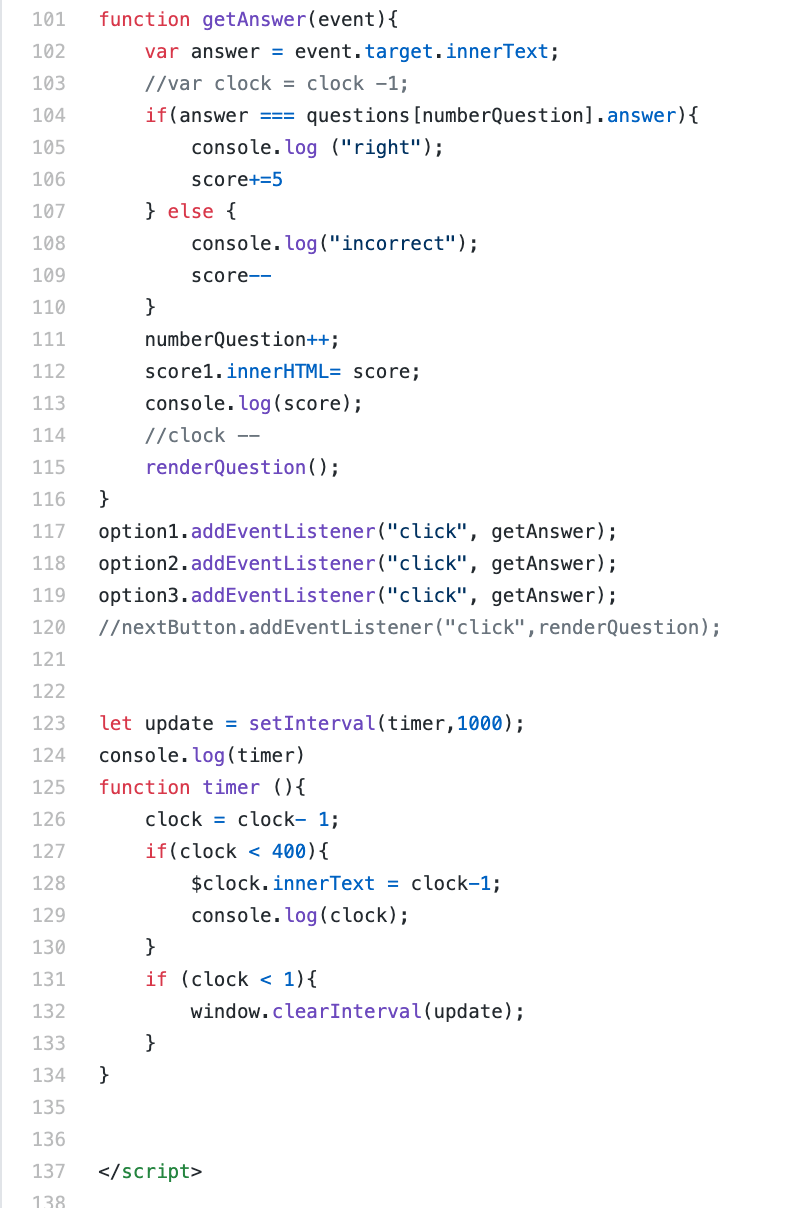 101 function getAnswer(event){
102     var answer = event.target.innerText;
103     //var clock = clock -1;
104     if(answer === questions[numberQuestion].answer){
105         console.log ("right");
106         score+=5
107     } else {
108         console.log("incorrect");
109         score--
110     }
111     numberQuestion++;
112     score1.innerHTML= score;
113     console.log(score);
114     //clock --
115     renderQuestion();
116 }
117 option1.addEventListener("click", getAnswer);
118 option2.addEventListener("click", getAnswer);
119 option3.addEventListener("click", getAnswer);
120 //nextButton.addEventListener("click",renderQuestion);
121
122
123 let update = setInterval(timer,1000);
124 console.log(timer)
125 function timer (){
126     clock = clock- 1;
127     if(clock < 400){
128         $clock.innerText = clock-1;
129         console.log(clock);
130     }
131     if (clock < 1){
132         window.clearInterval(update);
133     }
134 }
135
136
137 </script>
138